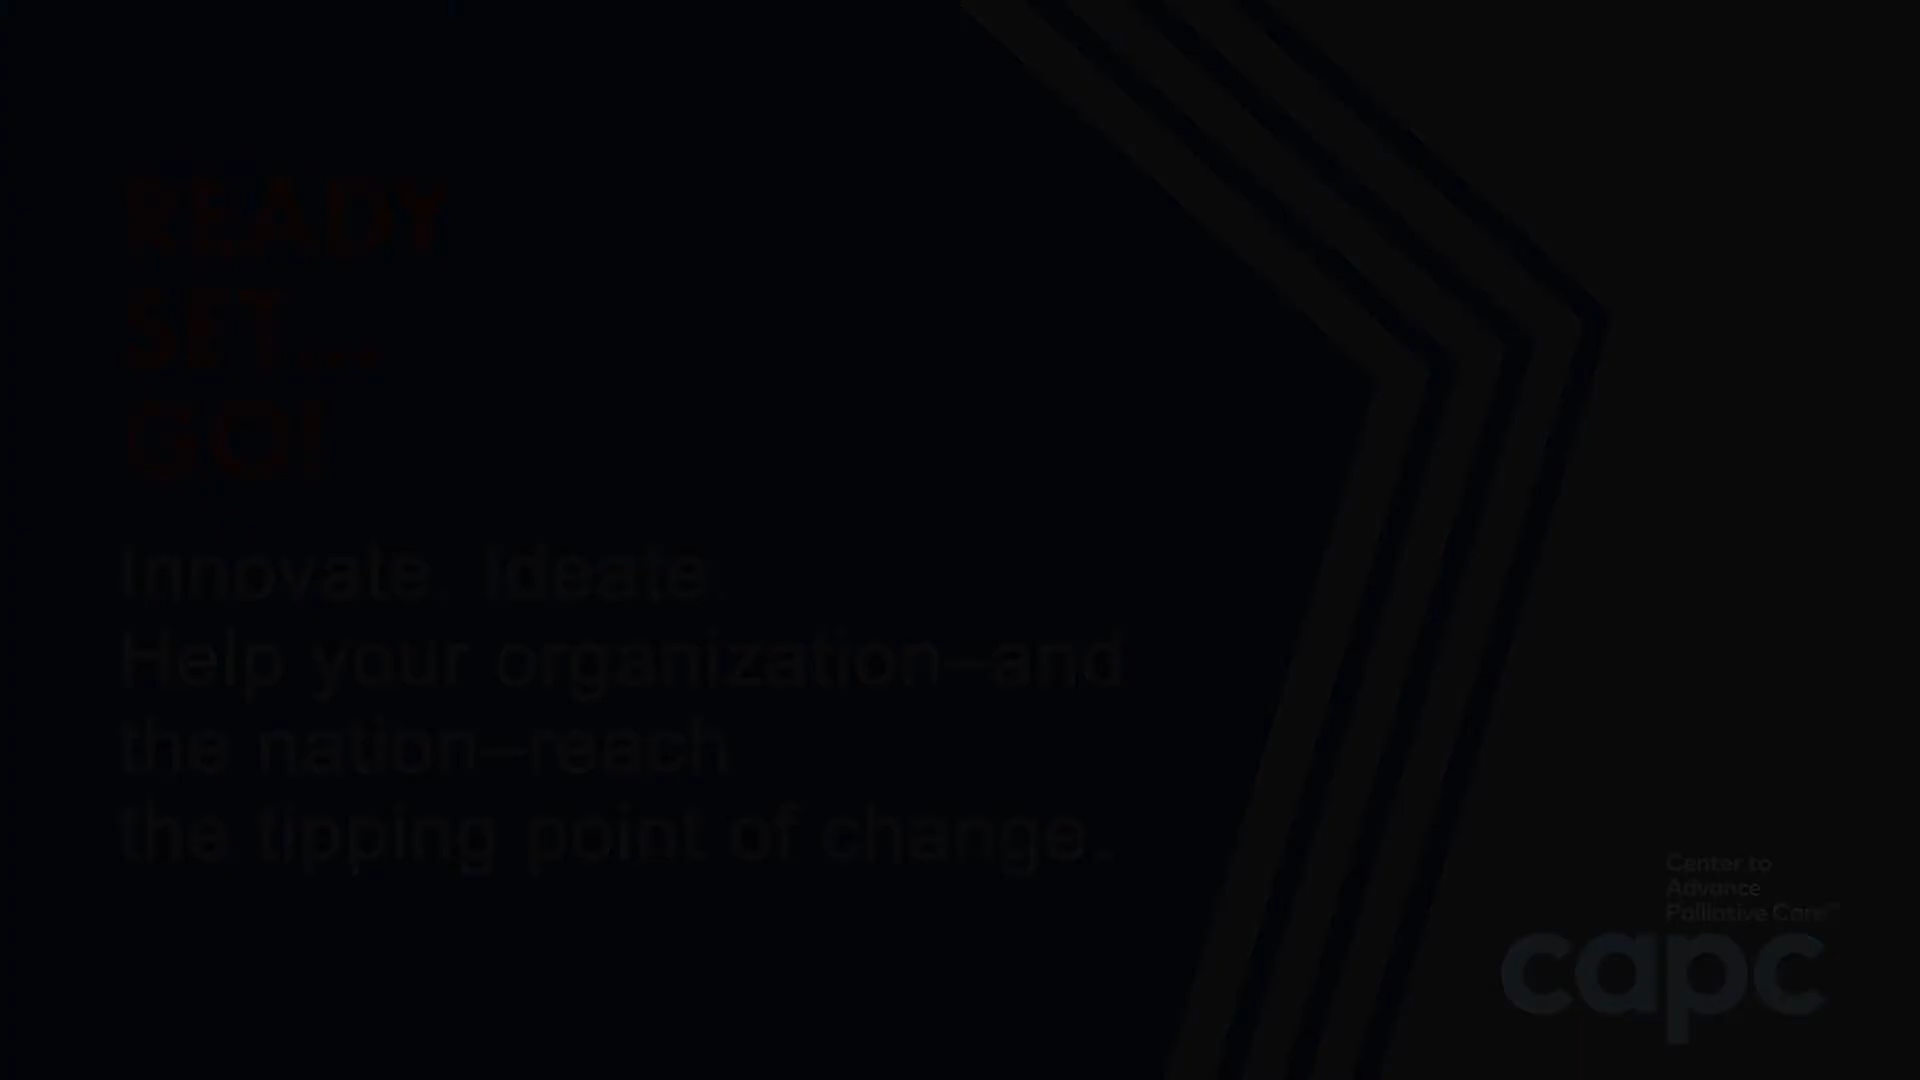 READY
SET...
GO!
Innovate. Ideate.
Help your organization—and
the nation—reach
the tipping point of change.
Center to
Advance
Palliative Care™
capc